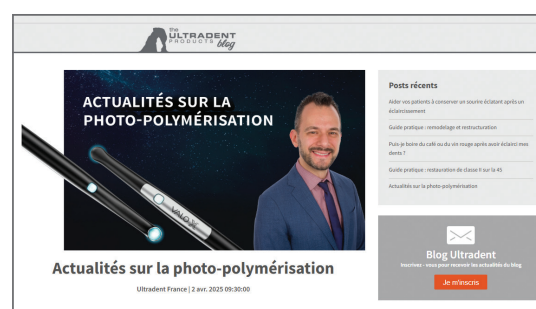 the
ULTRADENT
PRODUCTS blog
ACTUALITÉS SUR LA
PHOTO-POLYMÉRISATION
VALO X
Actualités sur la photo-polymérisation
Ultradent France | 2 avr. 2025 09:30:00
Posts récents
Aider vos patients à conserver un sourire éclatant après un
éclaircissement
Guide pratique : remodelage et restructuration
Puis-je boire du café ou du vin rouge après avoir éclairci mes
dents ?
Guide pratique : restauration de classe II sur la 45
Actualités sur la photo-polymérisation
Blog Ultradent
Inscrivez - vous pour recevoir les actualités du blog
Je m'inscris